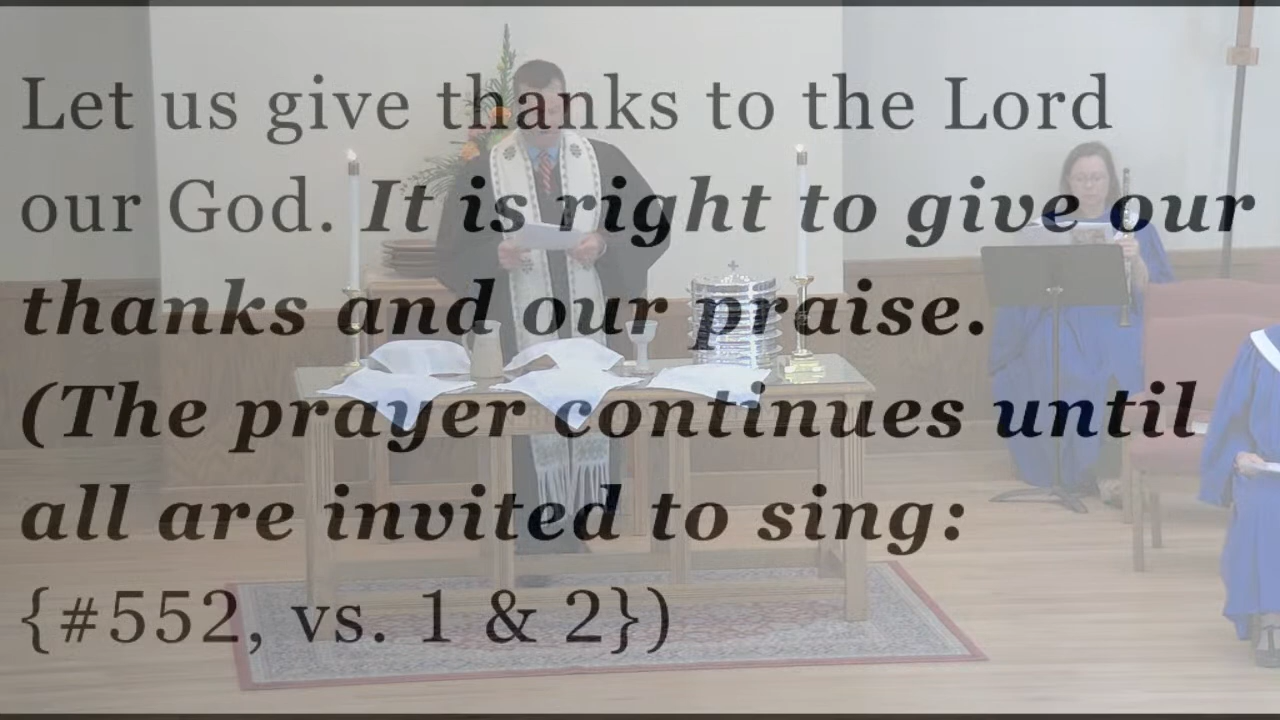 Let us give thanks to the Lord
our God. It is right to give our
thanks and our praise.
(The prayer continues until
all are invited to sing:
{#552, vs. 1 & 2})